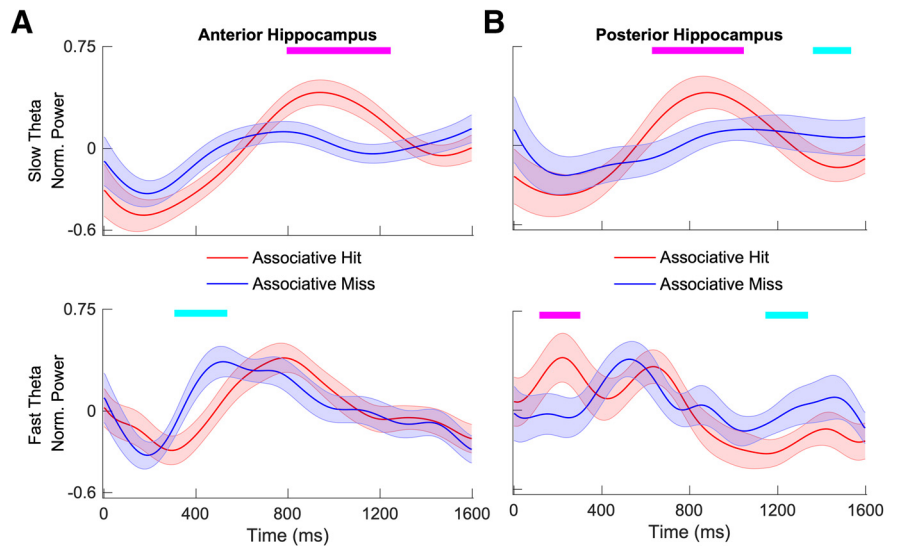 A
B
Anterior Hippocampus
Posterior Hippocampus
0.75
0
-0.6
Slow Theta
Norm. Power
Associative Hit
Associative Miss
Associative Hit
Associative Miss
0.75
0
-0.6
Fast Theta
Norm. Power
0 400 800 1200 1600
Time (ms)
0 400 800 1200 1600
Time (ms)